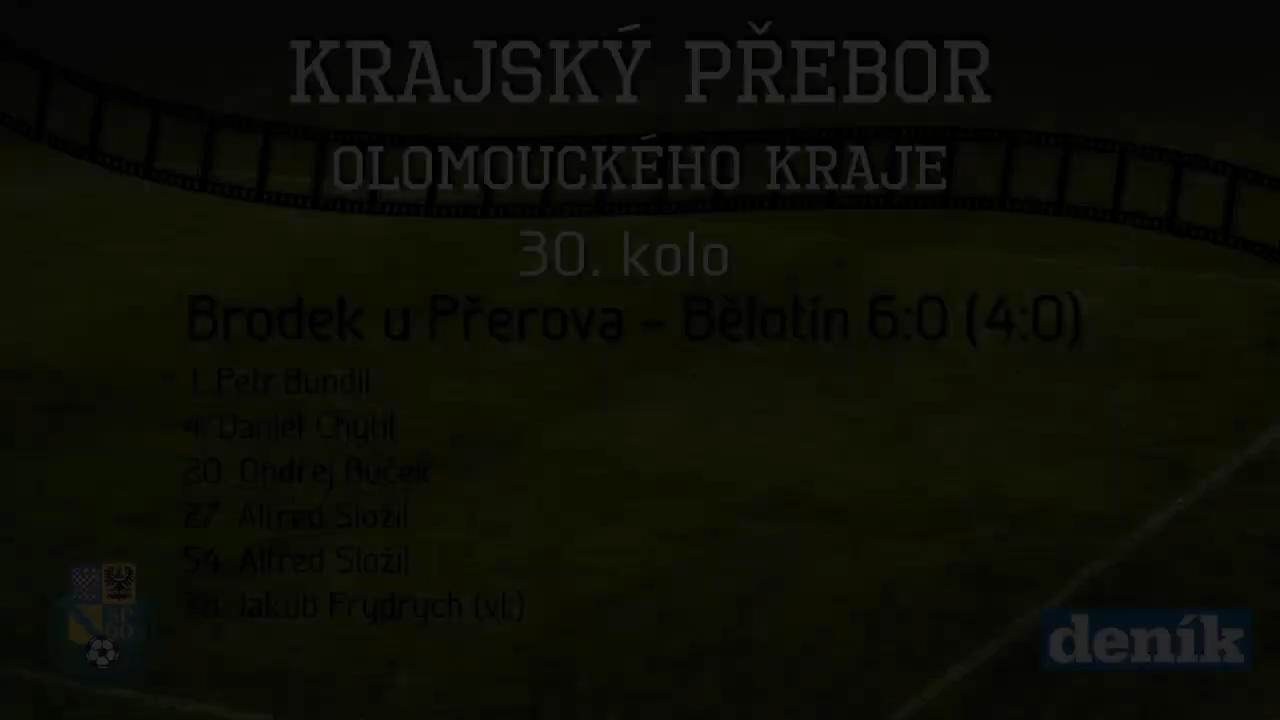 KRAJSKÝ PŘEBOR
OLOMOUCKÉHO KRAJE
30. kolo
Brodek u Přerova - Bělotín 6:0 (4:0)
1. Petr Bundil
4. Daniel Chytil
20. Ondřej Buček
27. Alfred Složil
54. Alfred Složil
Jakub Frydrych (vl.)
deník